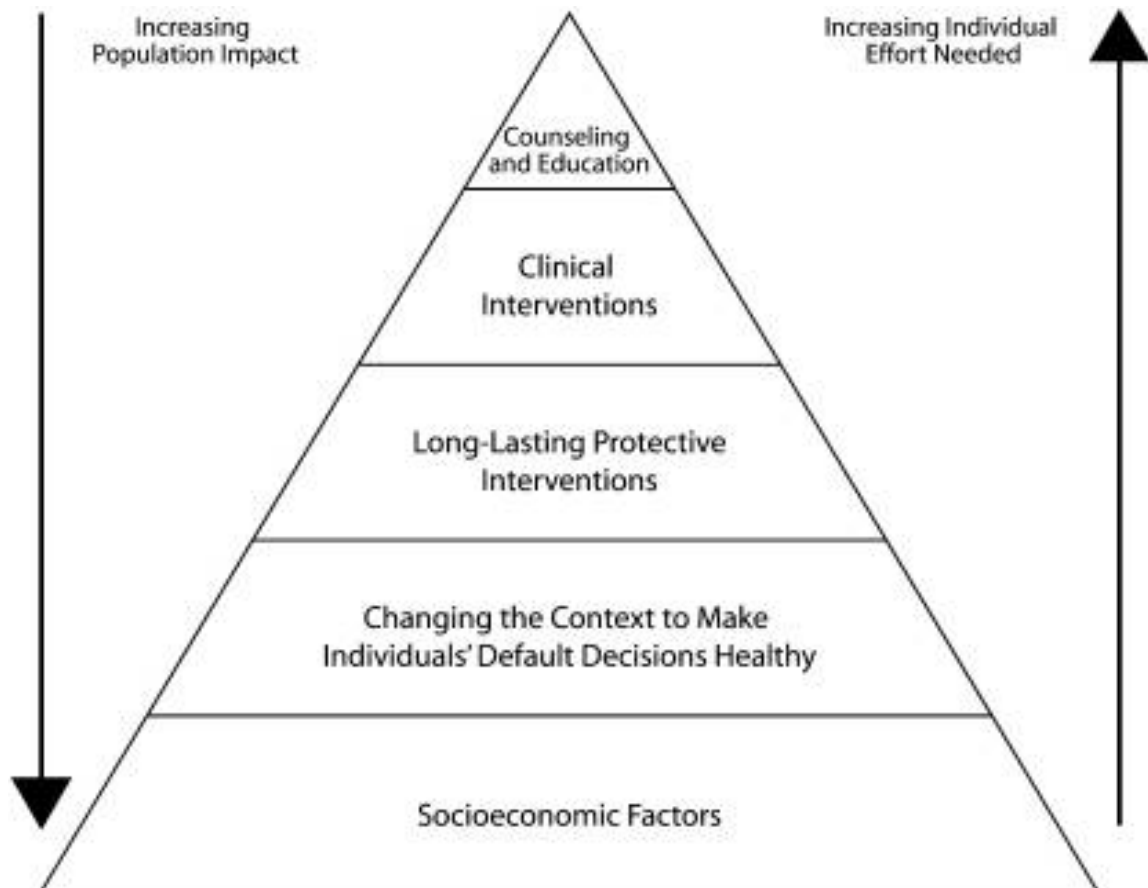 Increasing
Population Impact
Increasing Individual
Effort Needed
Counseling
and Education
Clinical
Interventions
Long-Lasting Protective
Interventions
Changing the Context to Make
Individuals’ Default Decisions Healthy
Socioeconomic Factors